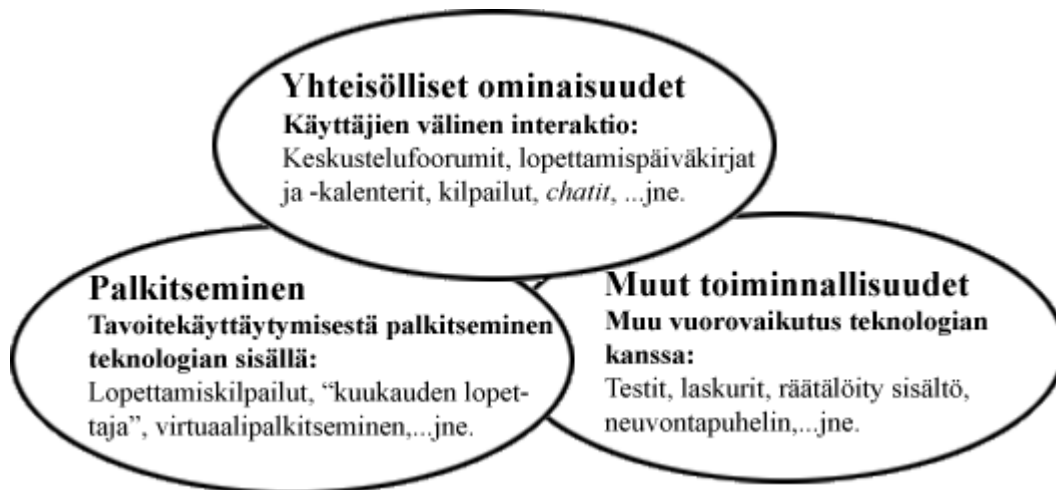 Yhteisölliset ominaisuudet
Käyttäjien välinen interaktio:
Keskustelufoorumit, lopettamispäiväkirjat
ja -kalenterit, kilpailut, chatit, ...jne.
Palkitseminen
Tavoitekäyttäytymisestä palkitseminen
teknologian sisällä:
Lopettamiskilpailut, “kuukauden lopet-
taja”, virtuaalipalkitseminen,...jne.
Muut toiminnallisuudet
Muu vuorovaikutus teknologian
kanssa:
Testit, laskurit, räätälöity sisältö,
neuvontapuhelin,...jne.